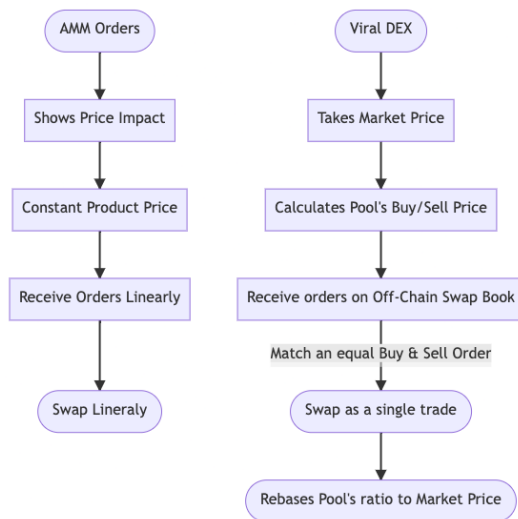 AMM Orders
Shows Price Impact
Constant Product Price
Receive Orders Linearly
Swap Lineraly
Viral DEX
Takes Market Price
Calculates Pool's Buy/Sell Price
Receive orders on Off-Chain Swap Book
Match an equal Buy & Sell Order
Swap as a single trade
Rebases Pool's ratio to Market Price